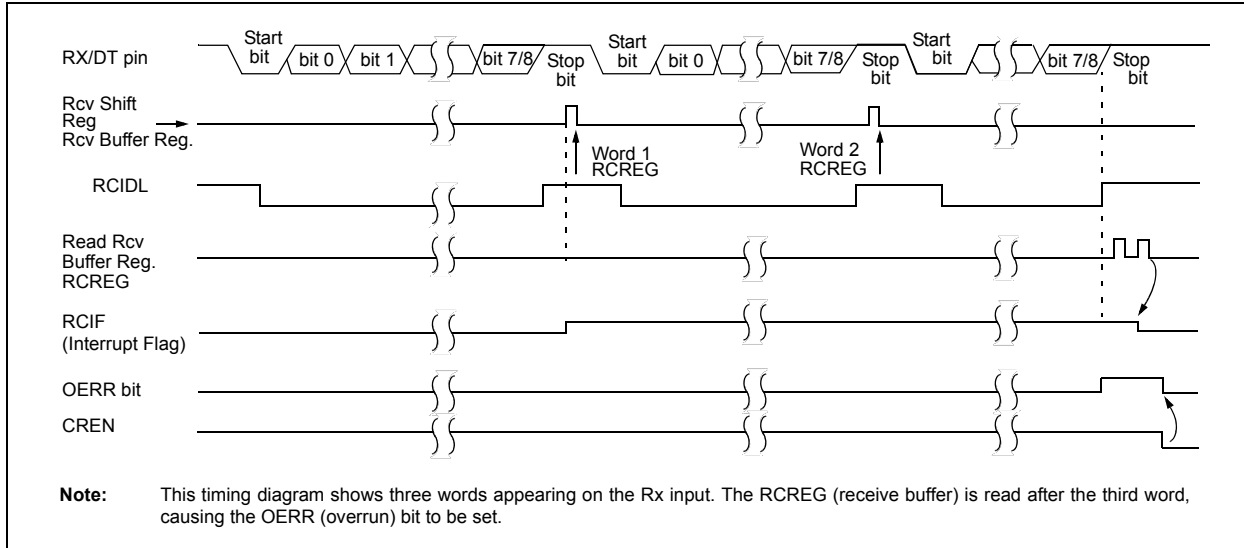 RX/DT pin
Start
bit
bit 0
bit 1
bit 7/8
Stop
bit
Start
bit
bit 0
bit 7/8
Stop
bit
Start
bit
bit 7/8
Stop
bit
Rcv Shift
Reg
Rcv Buffer Reg.
Word 1
RCREG
Word 2
RCREG
RCIDL
Read Rcv
Buffer Reg.
RCREG
RCIF
(Interrupt Flag)
OERR bit
CREN
Note: This timing diagram shows three words appearing on the Rx input. The RCREG (receive buffer) is read after the third word,
causing the OERR (overrun) bit to be set.